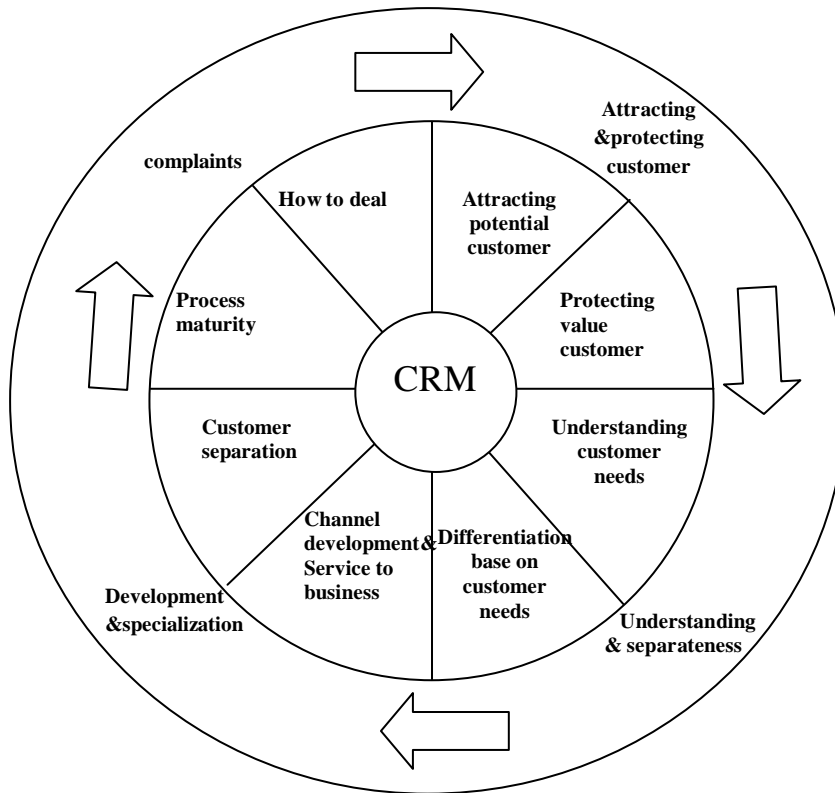 Attracting
&protecting
customer
complaints
How to deal
Attracting
potential
customer
Process
maturity
Protecting
value
customer
CRM
Customer
separation
Understanding
customer
needs
Channel
development&
Service to
business
Differentiation
base on
customer
needs
Development
&specialization
Understanding
& separateness